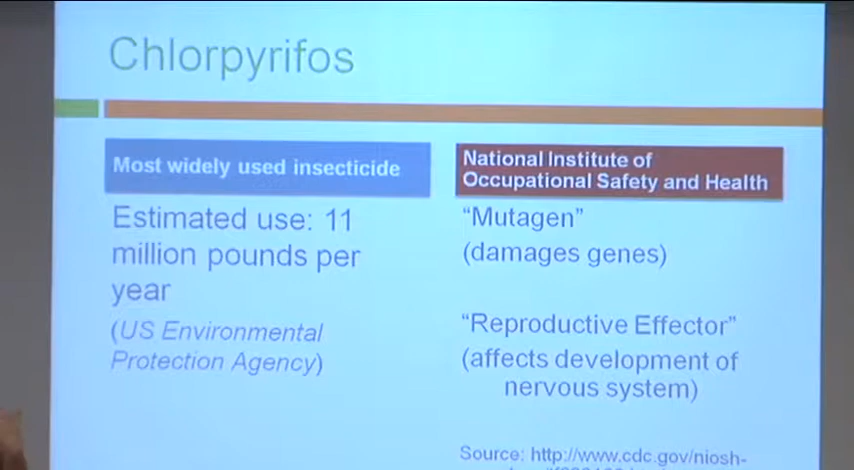 Chlorpyrifos
Most widely used insecticide
Estimated use: 11
million pounds per
year
(US Environmental
Protection Agency)
National Institute of
Occupational Safety and Health
“Mutagen”
(damages genes)
“Reproductive Effector”
(affects development of
nervous system)
Source: http://www.cdc.gov/niosh-